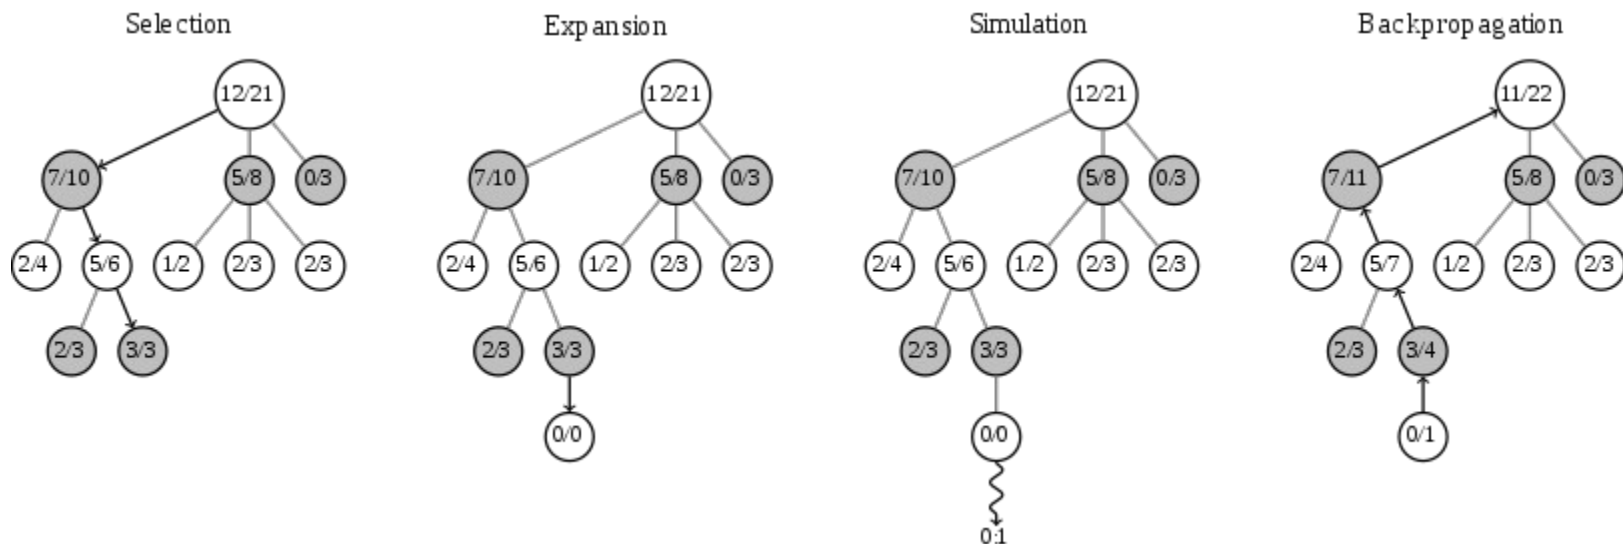 Selection
12/21
7/10 5/8 0/3
2/4 5/6 1/2 2/3 2/3
2/3 3/3
Expansion
12/21
7/10 5/8 0/3
2/4 5/6 1/2 2/3 2/3
2/3 3/3
0/0
Simulation
12/21
7/10 5/8 0/3
2/4 5/6 1/2 2/3 2/3
2/3 3/3
0/0
0:1
Backpropagation
11/22
7/11 5/8 0/3
2/4 5/7 1/2 2/3 2/3
2/3 3/4
0/1